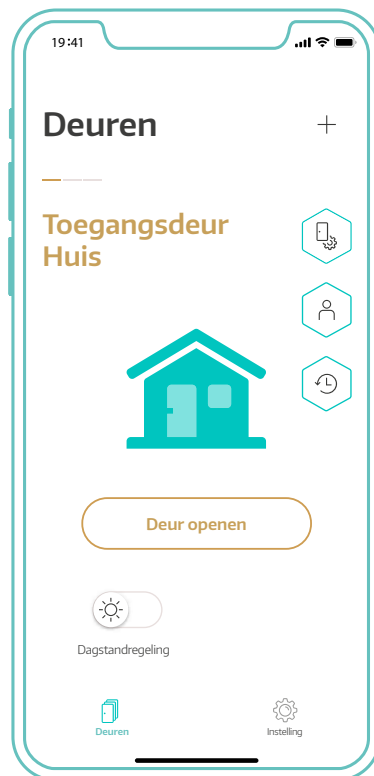 19:41
Deuren
Toegangsdeur
Huis
Deur openen
Dagstandregeling
Deuren
Instelling